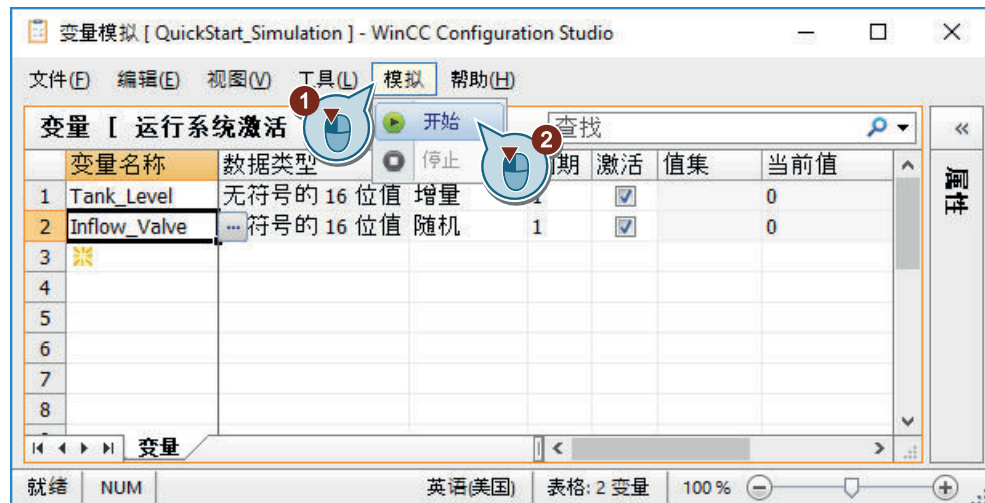 变量模拟 [ QuickStart_Simulation ] - WinCC Configuration Studio
文件(F) 编辑(E) 视图(V) 工具(L) 模拟 帮助(H)
1
变量 [ 运行系统激活 开始 查找
2
变量名称 数据类型 停止 期 激活 值集 当前值
属性
1 Tank_Level 无符号的 16 位值 增量 1 0
2 Inflow_Valve ... 符号的 16 位值 随机 1 0
3
4
5
6
7
8
变量
就绪 NUM 英语(美国) 表格: 2 变量 100 %